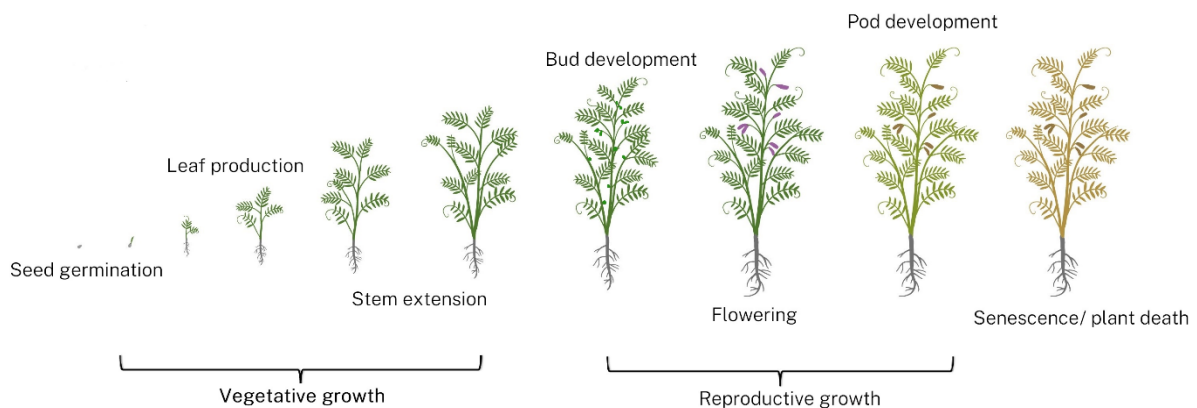 Seed germination
Leaf production
Stem extension
Bud development
Flowering
Pod development
Senescence/ plant death
Vegetative growth
Reproductive growth